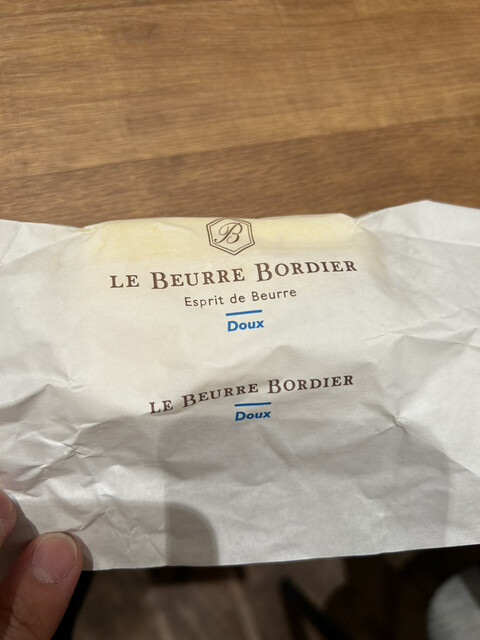 B
LE BEURRE BORDIER
Esprit de Beurre
Doux
LE BEURRE BORDIER
Doux